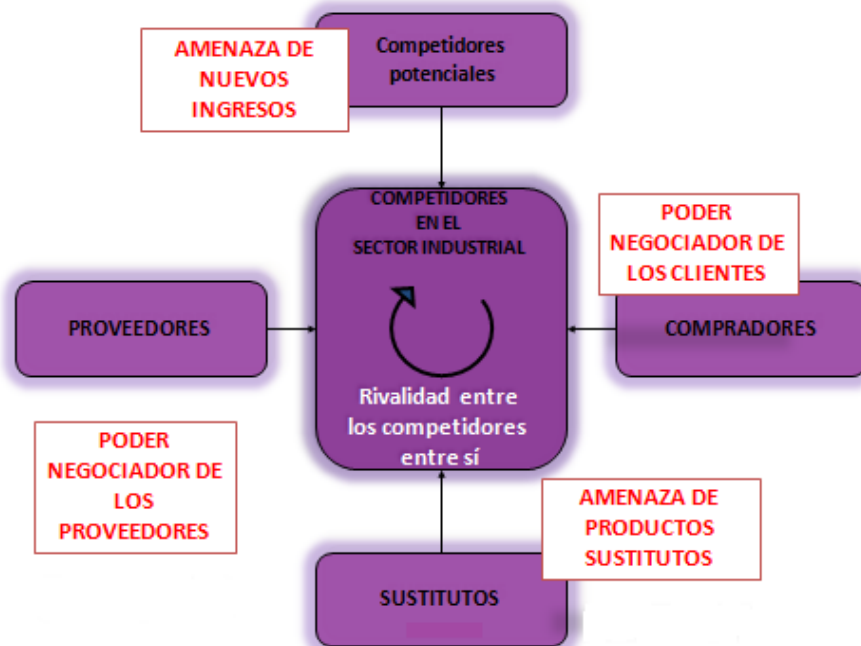 AMENAZA DE
NUEVOS
INGRESOS
Competidores
potenciales
COMPETIDORES
EN EL
SECTOR INDUSTRIAL
PODER
NEGOCIADOR DE
LOS CLIENTES
PROVEEDORES
COMPRADORES
Rivalidad entre
los competidores
entre sí
PODER
NEGOCIADOR DE
LOS
PROVEEDORES
AMENAZA DE
PRODUCTOS
SUSTITUTOS
SUSTITUTOS